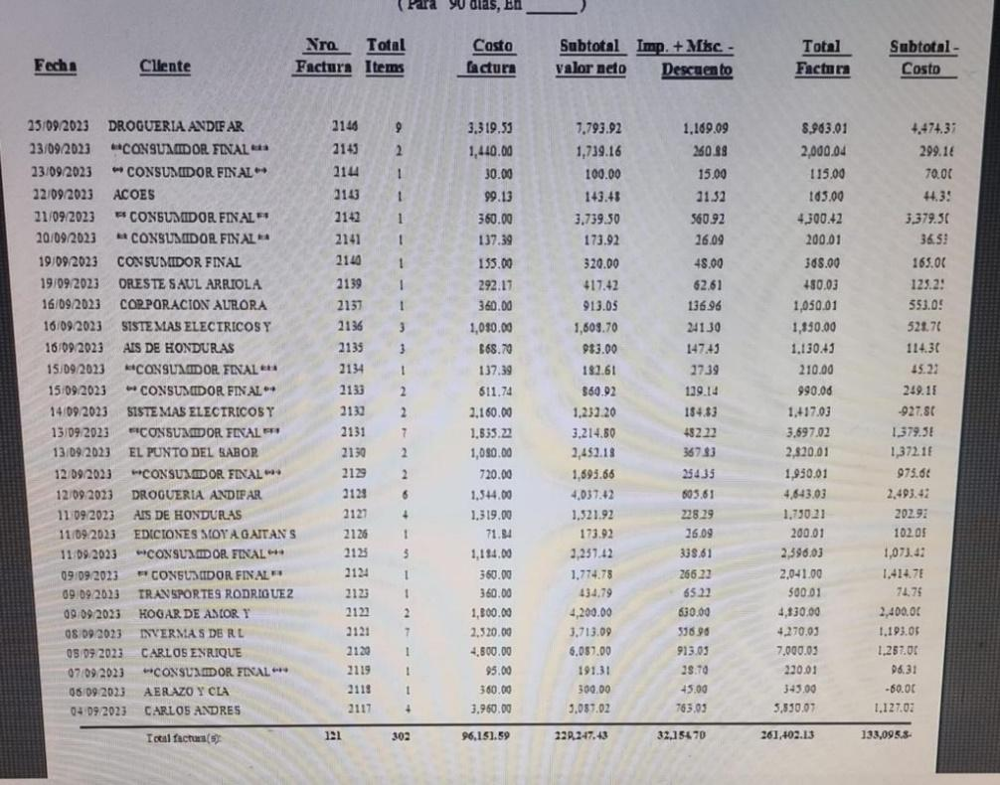 ( Para 90 dias, En ______ )
Nro. Total Costo Subtotal Imp. + Misc. - Total Subtotal -
Fecha Cliente Factura Items factura valor neto Descuento Factura Costo
25/09/2023 DROGUERIA ANDIFAR 2146 9 3,319.55 7,793.92 1,169.09 8,963.01 4,474.37
23/09/2023 **CONSUMIDOR FINAL*** 2145 2 1,440.00 1,739.16 260.88 2,000.04 299.16
23/09/2023 ** CONSUMIDOR FINAL** 2144 1 30.00 100.00 15.00 115.00 70.00
22/09/2023 ACOES 2143 1 99.13 143.48 21.52 165.00 44.35
21/09/2023 ** CONSUMIDOR FINAL** 2142 1 360.00 3,739.50 560.92 4,300.42 3,379.50
20/09/2023 ** CONSUMIDOR FINAL** 2141 1 137.39 173.92 26.09 200.01 36.53
19/09/2023 CONSUMIDOR FINAL 2140 1 155.00 320.00 48.00 368.00 165.00
19/09/2023 ORESTE SAUL ARRIOLA 2139 1 292.17 417.42 62.61 480.03 125.25
16/09/2023 CORPORACION AURORA 2137 1 360.00 913.05 136.96 1,050.01 553.05
16/09/2023 SISTEMAS ELECTRICOS Y 2136 3 1,080.00 1,608.70 241.30 1,850.00 528.70
16/09/2023 AIS DE HONDURAS 2135 3 868.70 983.00 147.45 1,130.45 114.30
15/09/2023 **CONSUMIDOR FINAL*** 2134 1 137.39 182.61 27.39 210.00 45.22
15/09/2023 ** CONSUMIDOR FINAL** 2133 2 611.74 860.92 129.14 990.06 249.18
14/09/2023 SISTEMAS ELECTRICOS Y 2132 2 2,160.00 1,232.20 184.83 1,417.03 -927.80
13/09/2023 **CONSUMIDOR FINAL*** 2131 7 1,835.22 3,214.80 482.22 3,697.02 1,379.58
13/09/2023 EL PUNTO DEL SABOR 2130 2 1,080.00 2,452.18 367.83 2,820.01 1,372.18
12/09/2023 **CONSUMIDOR FINAL*** 2129 2 720.00 1,695.66 254.35 1,950.01 975.66
12/09/2023 DROGUERIA ANDIFAR 2128 6 1,544.00 4,037.42 605.61 4,643.03 2,493.42
11/09/2023 AIS DE HONDURAS 2127 4 1,319.00 1,521.92 228.29 1,750.21 202.92
11/09/2023 EDICIONES MOYA GAITAN S 2126 1 71.84 173.92 26.09 200.01 102.08
11/09/2023 **CONSUMIDOR FINAL*** 2125 5 1,184.00 2,257.42 338.61 2,596.03 1,073.42
09/09/2023 ** CONSUMIDOR FINAL** 2124 1 360.00 1,774.78 266.22 2,041.00 1,414.78
09/09/2023 TRANSPORTES RODRIGUEZ 2123 1 360.00 434.79 65.22 500.01 74.79
09/09/2023 HOGAR DE AMOR Y 2122 2 1,800.00 4,200.00 630.00 4,830.00 2,400.00
08/09/2023 INVERMAS DE R L 2121 7 2,520.00 3,713.09 556.96 4,270.05 1,193.09
08/09/2023 CARLOS ENRIQUE 2120 1 4,800.00 6,087.00 913.05 7,000.05 1,287.00
07/09/2023 **CONSUMIDOR FINAL*** 2119 1 95.00 191.31 28.70 220.01 96.31
06/09/2023 AERAZO Y CIA 2118 1 360.00 300.00 45.00 345.00 -60.00
04/09/2023 CARLOS ANDRES 2117 4 3,960.00 5,087.02 763.05 5,850.07 1,127.02
Total factura(s): 121 302 96,151.59 229,247.43 32,154.70 261,402.13 133,095.8